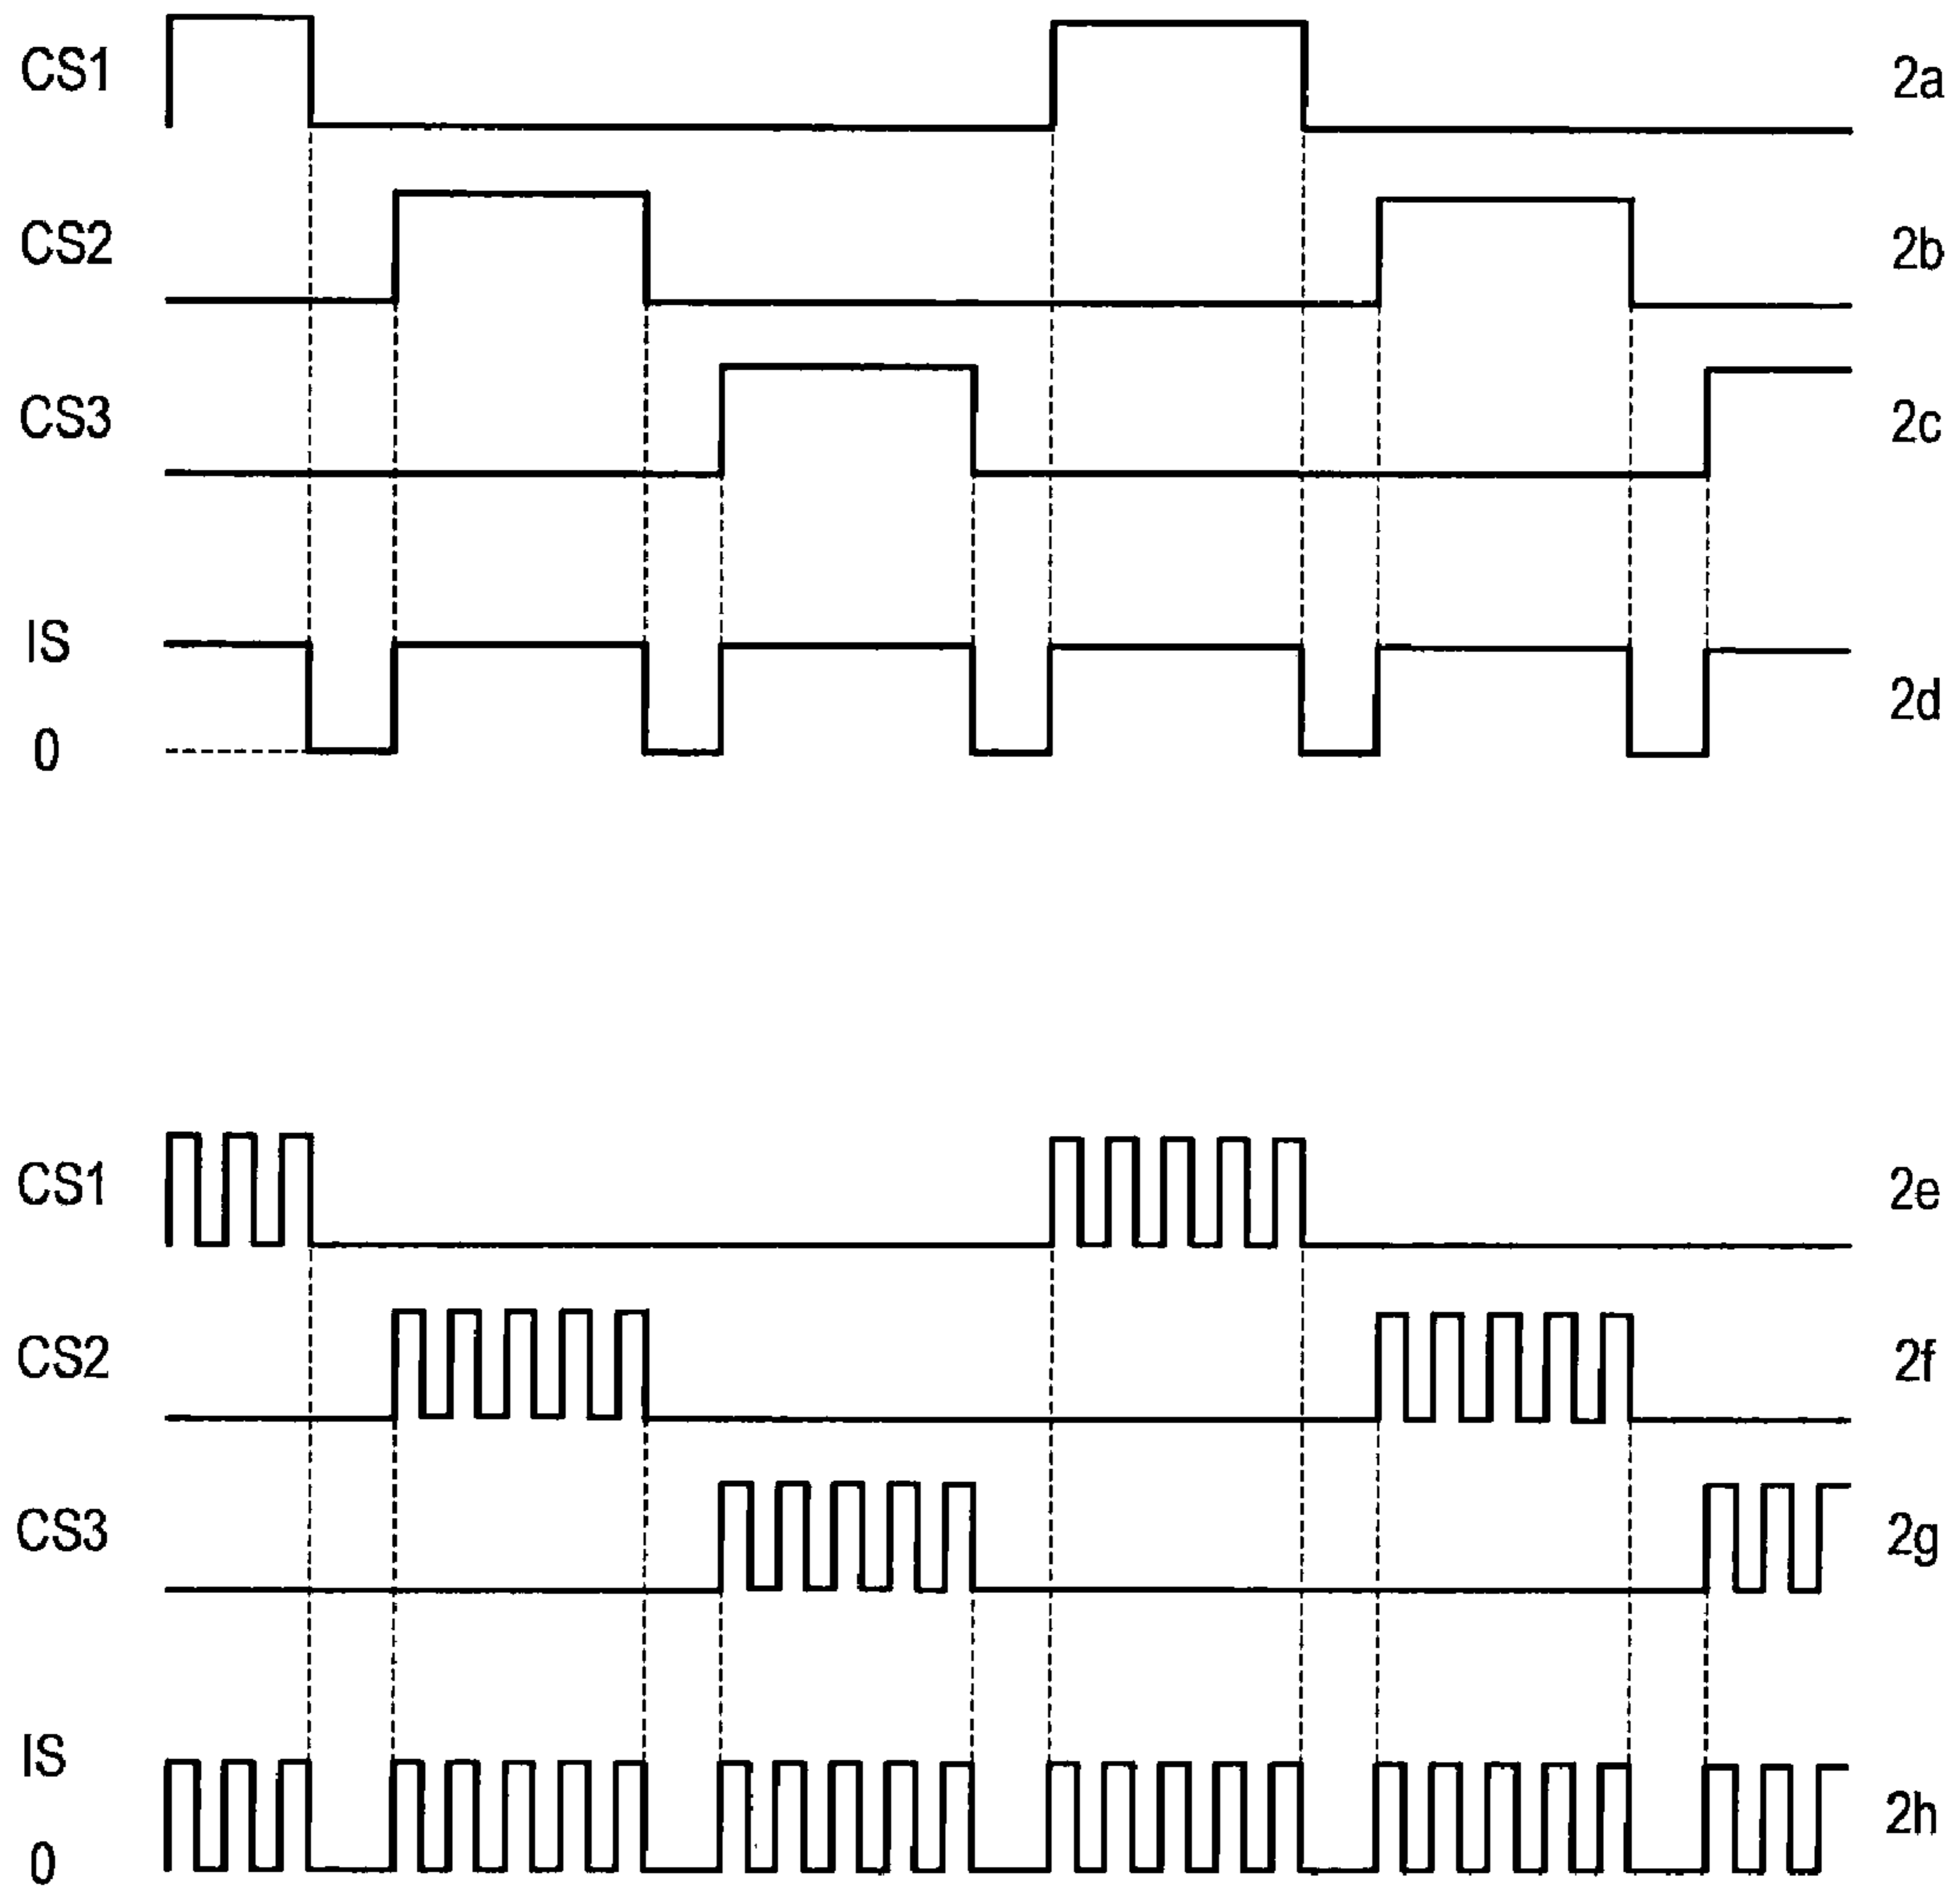 CS1 2a
CS2 2b
CS3 2c
IS
2d
0
CS1 2e
CS2 2f
CS3 2g
IS
2h
0